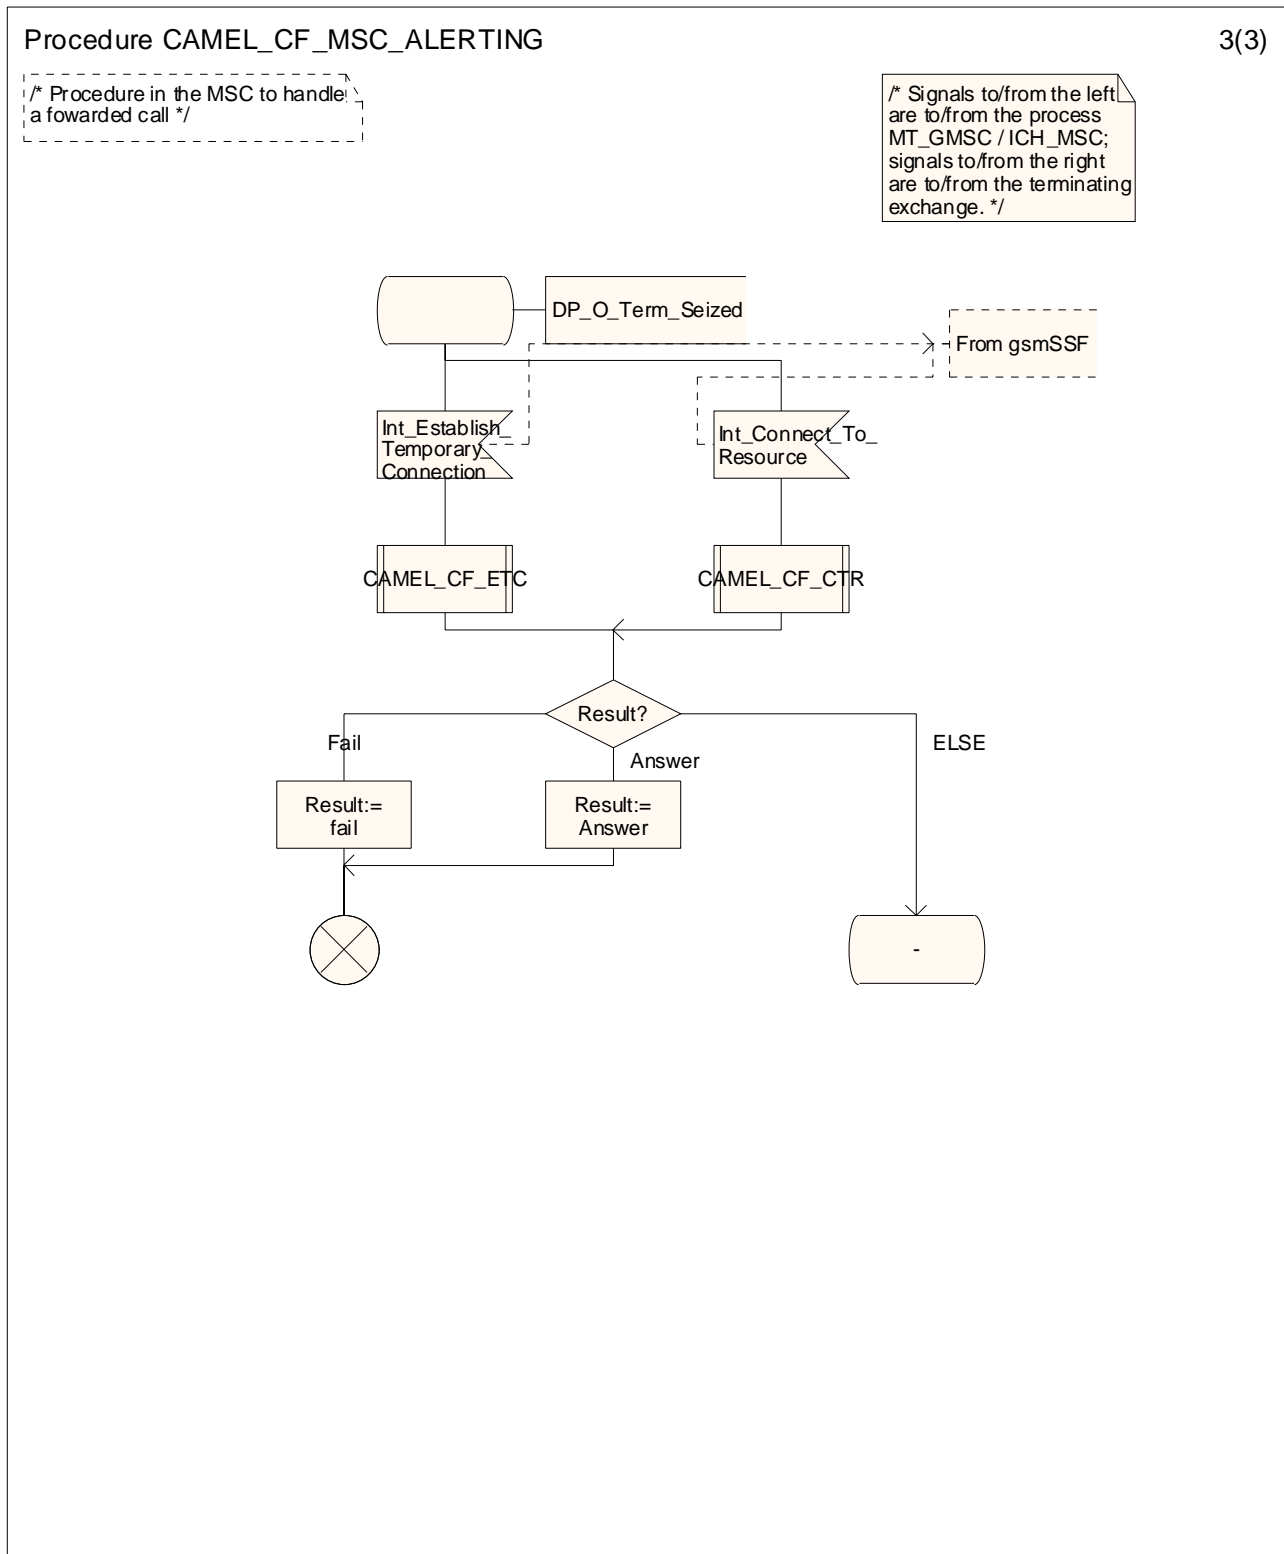 Procedure CAMEL_CF_MSC_ALERTING
3(3)
/* Procedure in the MSC to handle
a fowarded call */
/* Signals to/from the left
are to/from the process
MT_GMSC / ICH_MSC;
signals to/from the right
are to/from the terminating
exchange. */
DP_O_Term_Seized
From gsmSSF
Int_Establish_
Temporary_
Connection
Int_Connect_To_
Resource
CAMEL_CF_ETC
CAMEL_CF_CTR
Result?
Fail
Answer
ELSE
Result:=
fail
Result:=
Answer
-